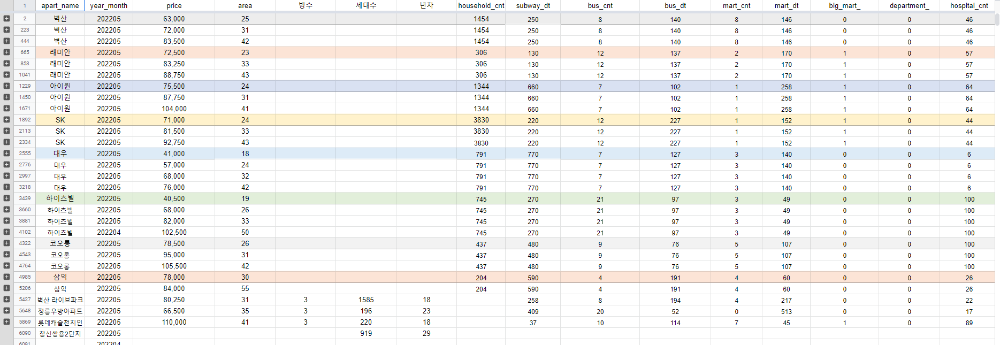 1 apart_name year_month price area 방수 세대수 년차 household_cnt subway_dt bus_cnt bus_dt mart_cnt mart_dt big_mart_ department_ hospital_cnt
2 벽산 202205 63,000 25 1454 250 8 140 8 146 0 0 46
223 벽산 202205 72,000 31 1454 250 8 140 8 146 0 0 46
444 벽산 202205 83,500 42 1454 250 8 140 8 146 0 0 46
665 래미안 202205 72,500 23 306 130 12 137 2 170 1 0 57
853 래미안 202205 83,250 33 306 130 12 137 2 170 1 0 57
1041 래미안 202205 88,750 43 306 130 12 137 2 170 1 0 57
1229 아이원 202205 75,500 24 1344 660 7 102 1 258 1 0 64
1450 아이원 202205 87,750 31 1344 660 7 102 1 258 1 0 64
1671 아이원 202205 104,000 41 1344 660 7 102 1 258 1 0 64
1892 SK 202205 71,000 24 3830 220 12 227 1 152 1 0 44
2113 SK 202205 81,500 33 3830 220 12 227 1 152 1 0 44
2334 SK 202205 92,750 43 3830 220 12 227 1 152 1 0 44
2555 대우 202205 41,000 18 791 770 7 127 3 140 0 0 6
2776 대우 202205 57,000 24 791 770 7 127 3 140 0 0 6
2997 대우 202205 68,000 32 791 770 7 127 3 140 0 0 6
3218 대우 202205 76,000 42 791 770 7 127 3 140 0 0 6
3439 하이츠빌 202205 40,500 19 745 270 21 97 3 49 0 0 100
3660 하이츠빌 202205 68,000 26 745 270 21 97 3 49 0 0 100
3881 하이츠빌 202205 82,000 33 745 270 21 97 3 49 0 0 100
4102 하이츠빌 202204 102,500 50 745 270 21 97 3 49 0 0 100
4322 코오롱 202205 78,500 26 437 480 9 76 5 107 0 0 100
4543 코오롱 202205 95,000 31 437 480 9 76 5 107 0 0 100
4764 코오롱 202205 105,500 42 437 480 9 76 5 107 0 0 100
4985 삼익 202205 78,000 30 204 590 4 191 4 60 0 0 26
5206 삼익 202205 84,000 55 204 590 4 191 4 60 0 0 26
5427 벽산 라이브파크 202205 80,250 31 3 1585 18 258 8 194 4 217 0 0 22
5648 정릉우방아파트 202205 66,500 35 3 196 23 409 20 52 0 513 0 0 17
5869 롯데캐슬천지인 202205 110,000 41 3 220 18 37 10 114 7 45 1 0 89
6090 창신쌍용2단지 202205 919 29
6091 202204